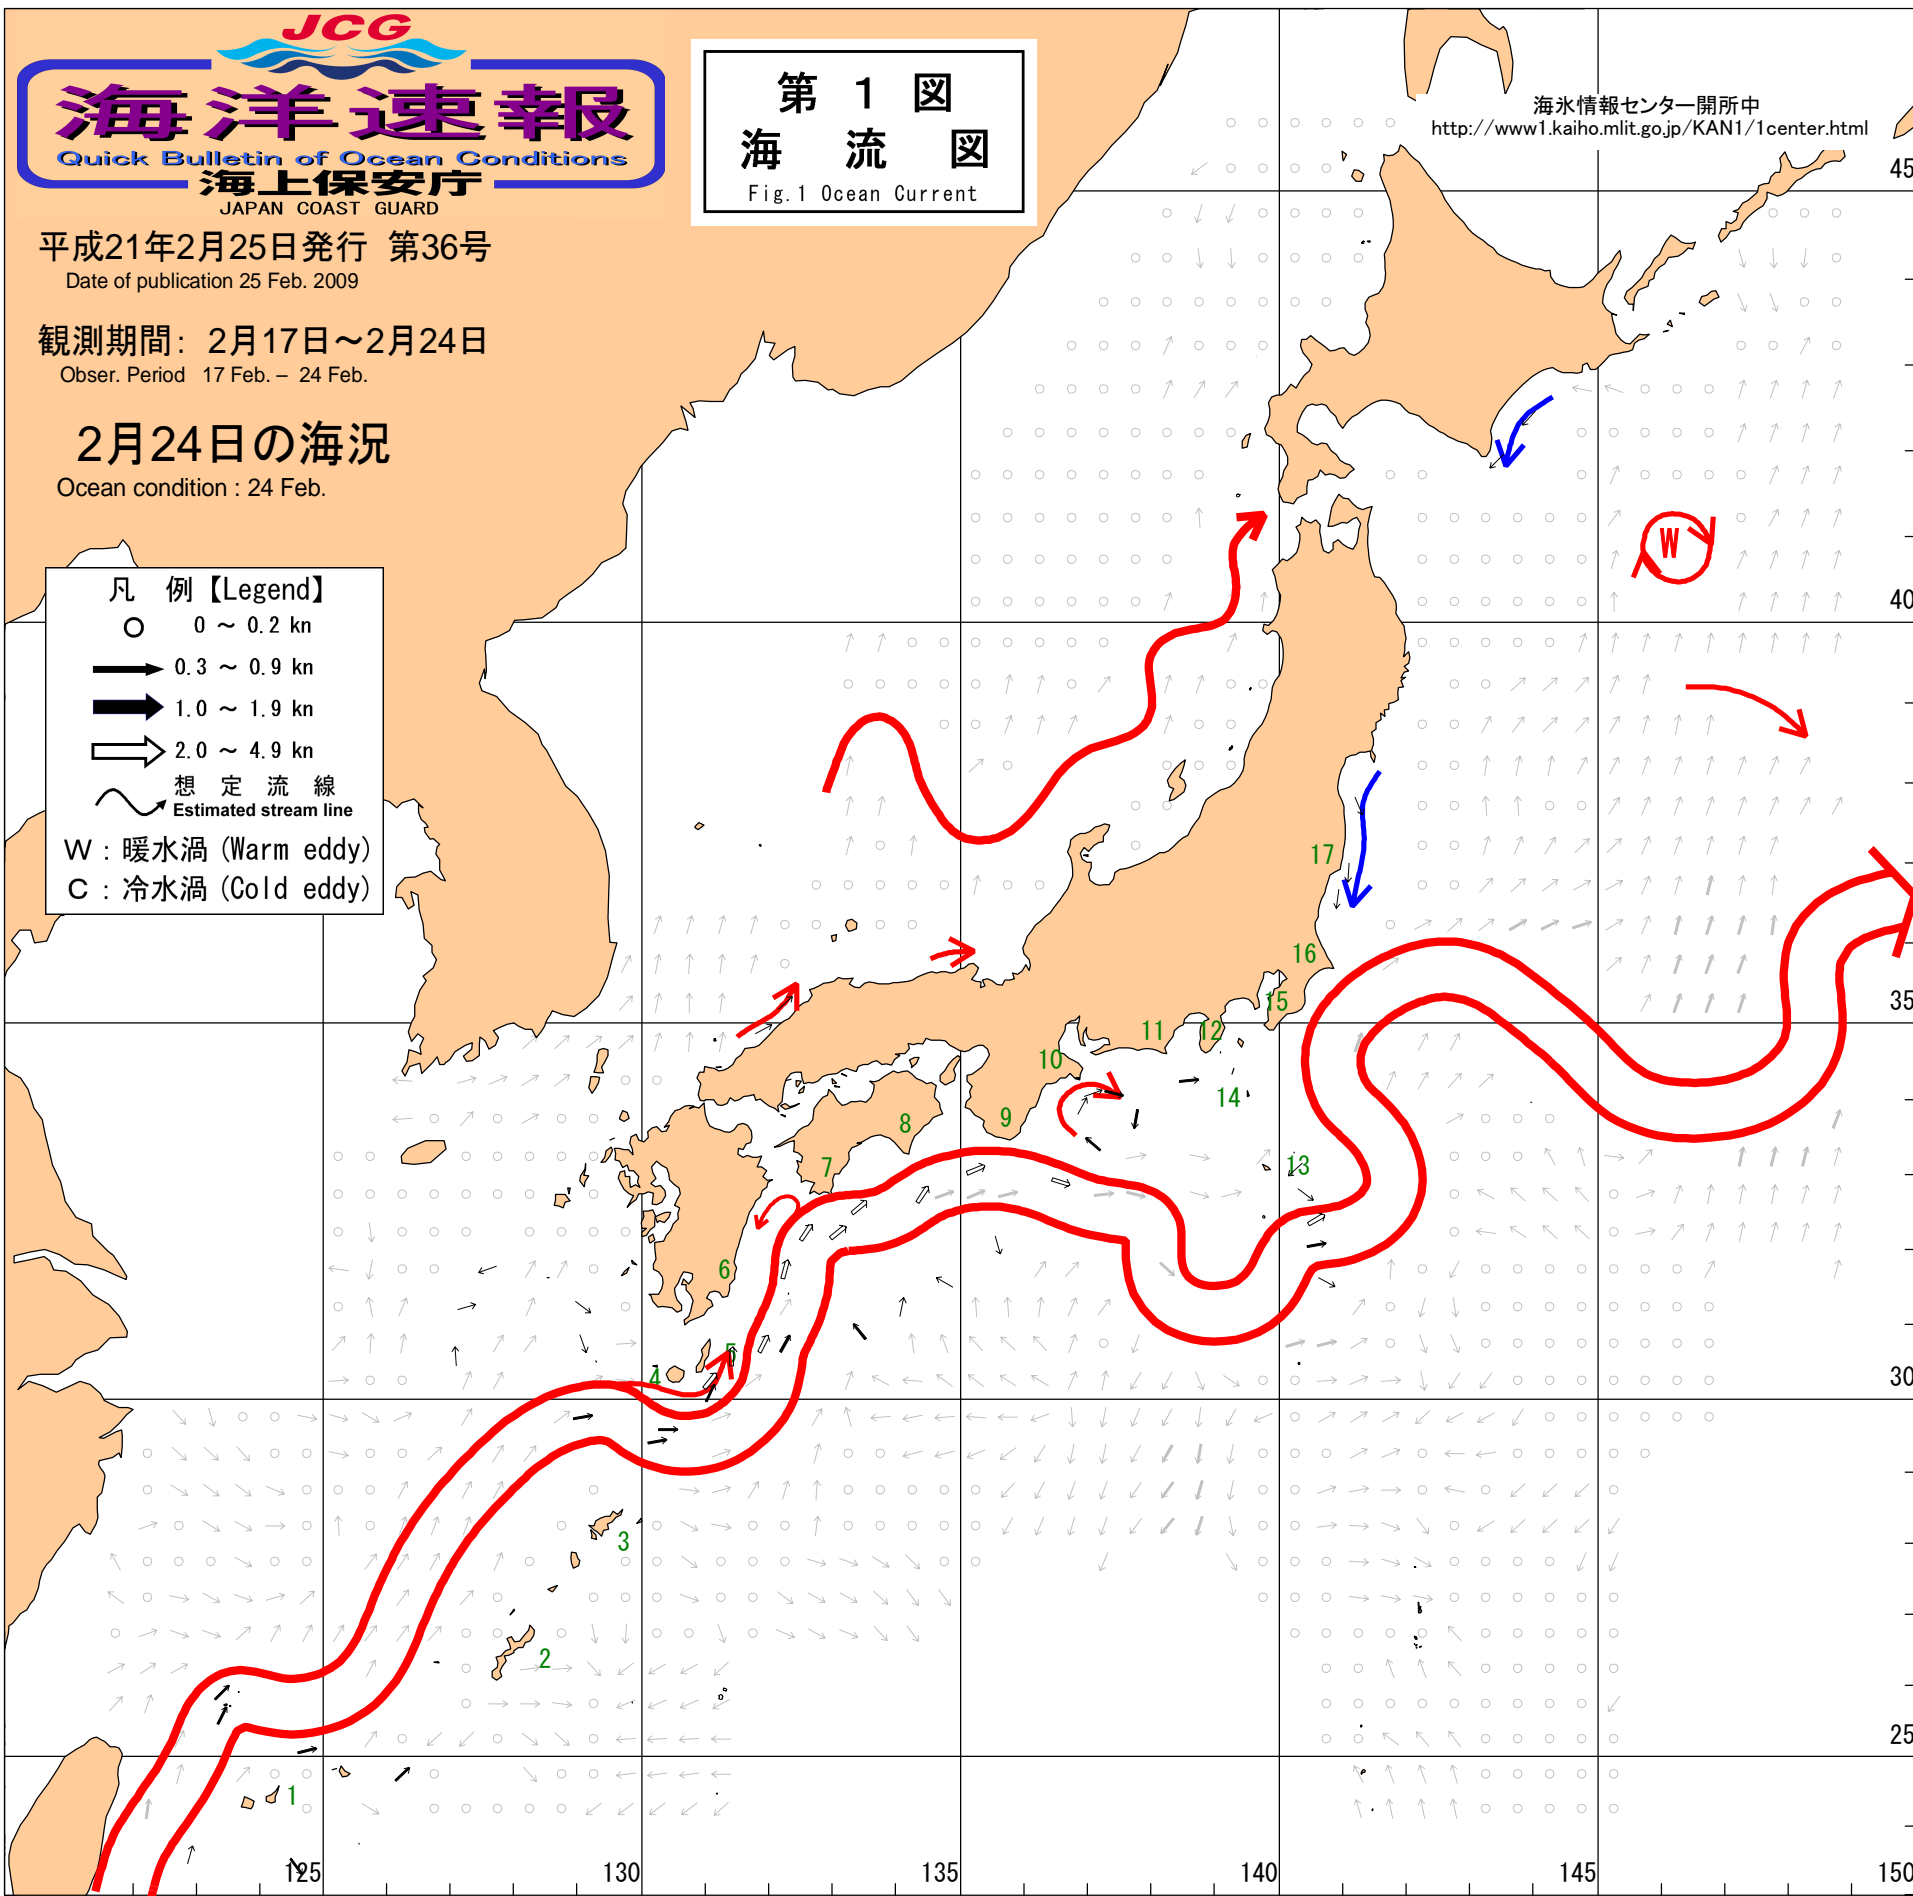 JCG
海洋速報
Quick Bulletin of Ocean Conditions
海上保安庁
JAPAN COAST GUARD
平成21年2月25日発行 第36号
Date of publication 25 Feb. 2009
観測期間: 2月17日～2月24日
Obser. Period 17 Feb. – 24 Feb.
2月24日の海況
Ocean condition : 24 Feb.
第 1 図
海 流 図
Fig.1 Ocean Current
海氷情報センター開所中
http://www1.kaiho.mlit.go.jp/KAN1/1center.html
凡 例【Legend】
0 ～ 0.2 kn
0.3 ～ 0.9 kn
1.0 ～ 1.9 kn
2.0 ～ 4.9 kn
想 定 流 線
Estimated stream line
W : 暖水渦 (Warm eddy)
C : 冷水渦 (Cold eddy)
45
W
40
17
16
35
15
12
11
10
14
9
8
13
7
6
5
4
30
3
2
25
1
125
130
135
140
145
150